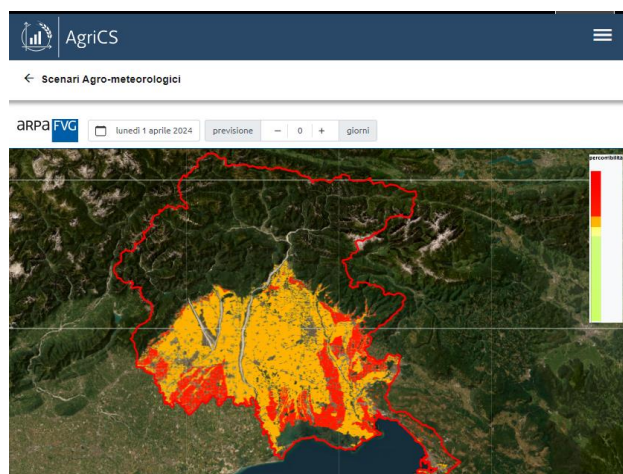 AgriCS
← Scenari Agro-meteorologici
aRPa FVG lunedì 1 aprile 2024 previsione − 0 + giorni
percorribilità